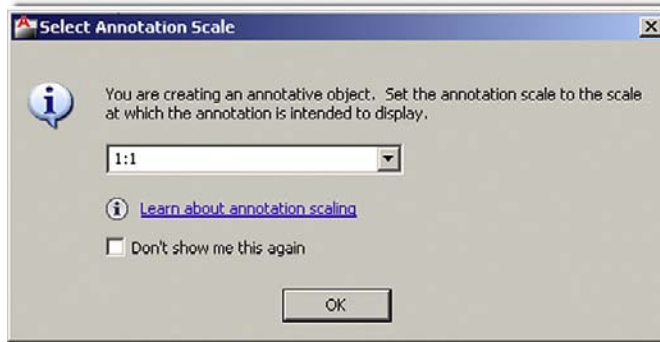 Select Annotation Scale
You are creating an annotative object. Set the annotation scale to the scale
at which the annotation is intended to display.
1:1
Learn about annotation scaling
Don't show me this again
OK